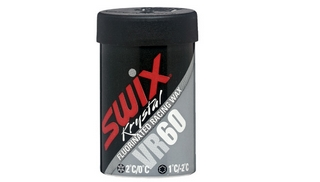 SWIX
Krystal
FLUORINATED RACING WAX
VR60
2°C/0°C 1°C/-2°C